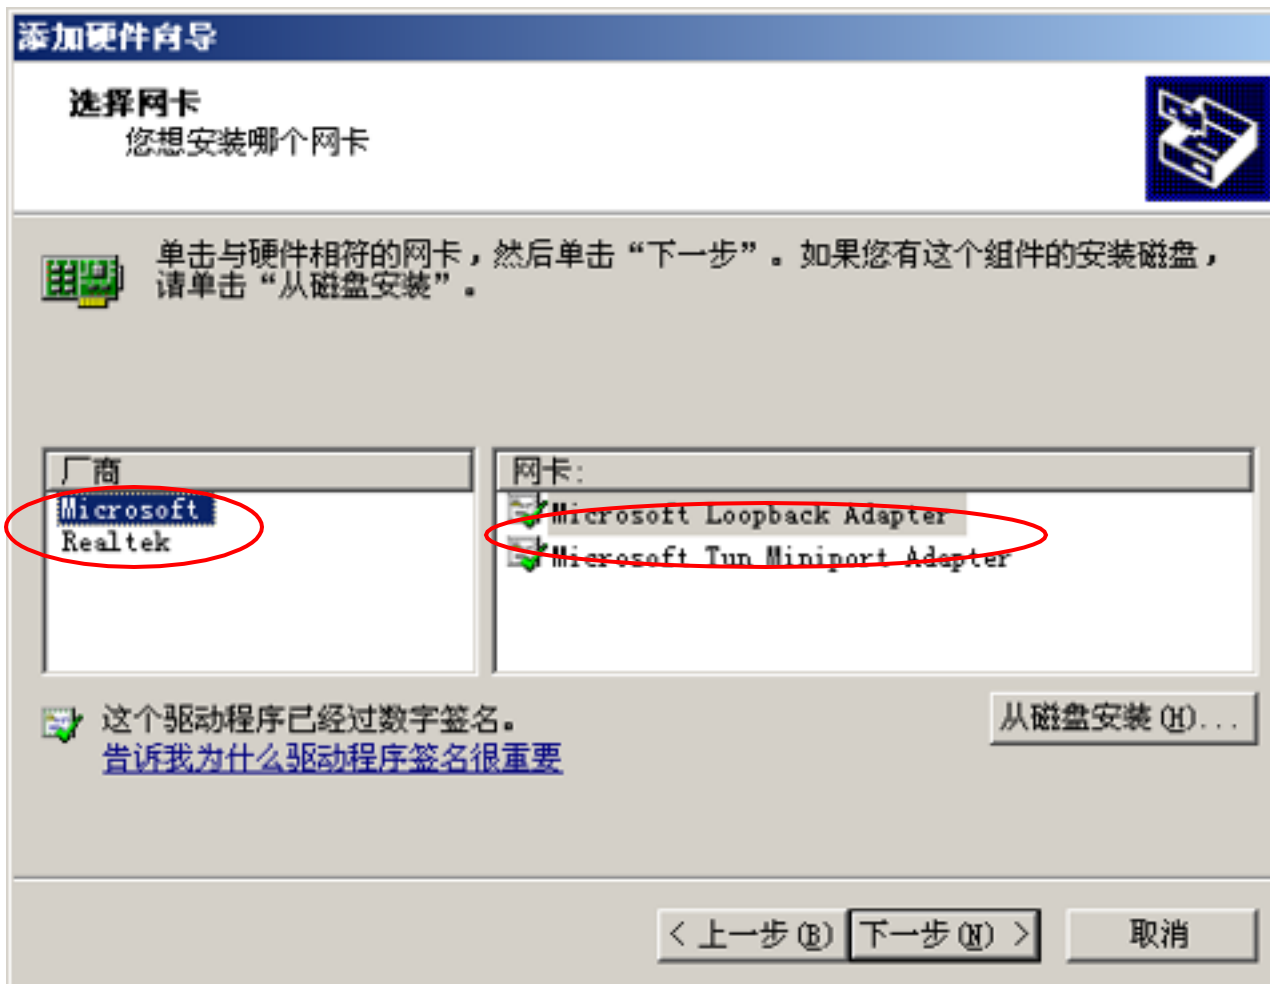 添加硬件向导
选择网卡
您想安装哪个网卡
单击与硬件相符的网卡，然后单击“下一步”。如果您有这个组件的安装磁盘，
请单击“从磁盘安装”。
厂商
Microsoft
Realtek
网卡:
Microsoft Loopback Adapter
Microsoft Tun Miniport Adapter
这个驱动程序已经过数字签名。
告诉我为什么驱动程序签名很重要
从磁盘安装(H)...
< 上一步(B)
下一步(N) >
取消